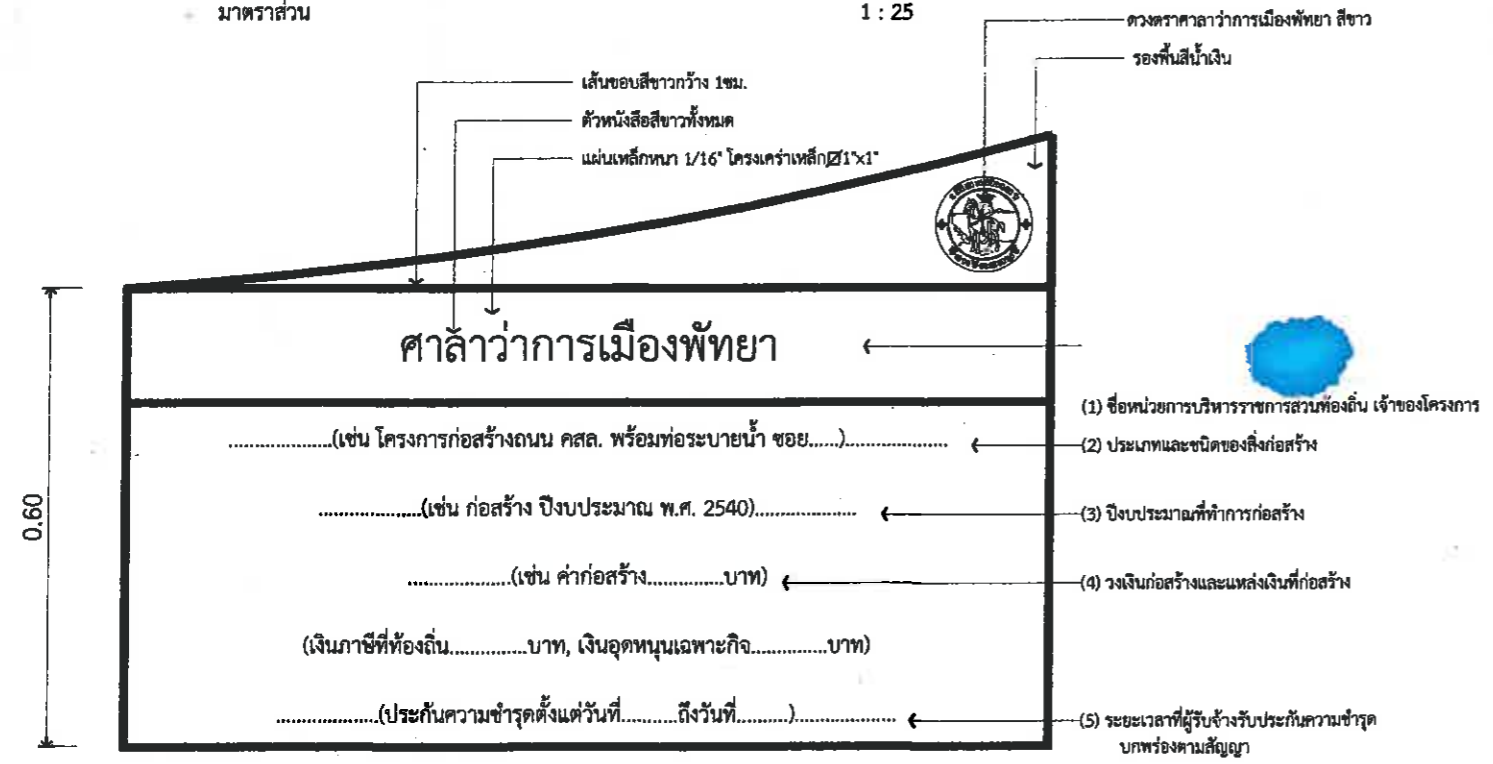 มาตราส่วน 1 : 25
ดวงตราศาลาว่าการเมืองพัทยา สีขาว
รองพื้นสีน้ำเงิน
เส้นขอบสีขาวกว้าง 1ซม.
ตัวหนังสือสีขาวทั้งหมด
แผ่นเหล็กหนา 1/16" โครงเคร่าเหล็ก 1"x1"
ศาลาว่าการเมืองพัทยา
(1) ชื่อหน่วยการบริหารราชการส่วนท้องถิ่น เจ้าของโครงการ
..................(เช่น โครงการก่อสร้างถนน คสล. พร้อมท่อระบายน้ำ ซอย......)..................
(2) ประเภทและชนิดของสิ่งก่อสร้าง
..................(เช่น ก่อสร้าง ปีงบประมาณ พ.ศ. 2540)..................
(3) ปีงบประมาณที่ทำการก่อสร้าง
..................(เช่น ค่าก่อสร้าง..............บาท)
(4) วงเงินก่อสร้างและแหล่งเงินที่ก่อสร้าง
(เงินภาษีที่ท้องถิ่น..............บาท, เงินอุดหนุนเฉพาะกิจ..............บาท)
..................(ประกันความชำรุดตั้งแต่วันที่..........ถึงวันที่.........)..................
(5) ระยะเวลาที่ผู้รับจ้างรับประกันความชำรุด
บกพร่องตามสัญญา
0.60